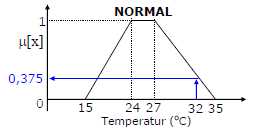 NORMAL
1
μ[x]
0,375
0
15 24 27 32 35
Temperatur (°C)